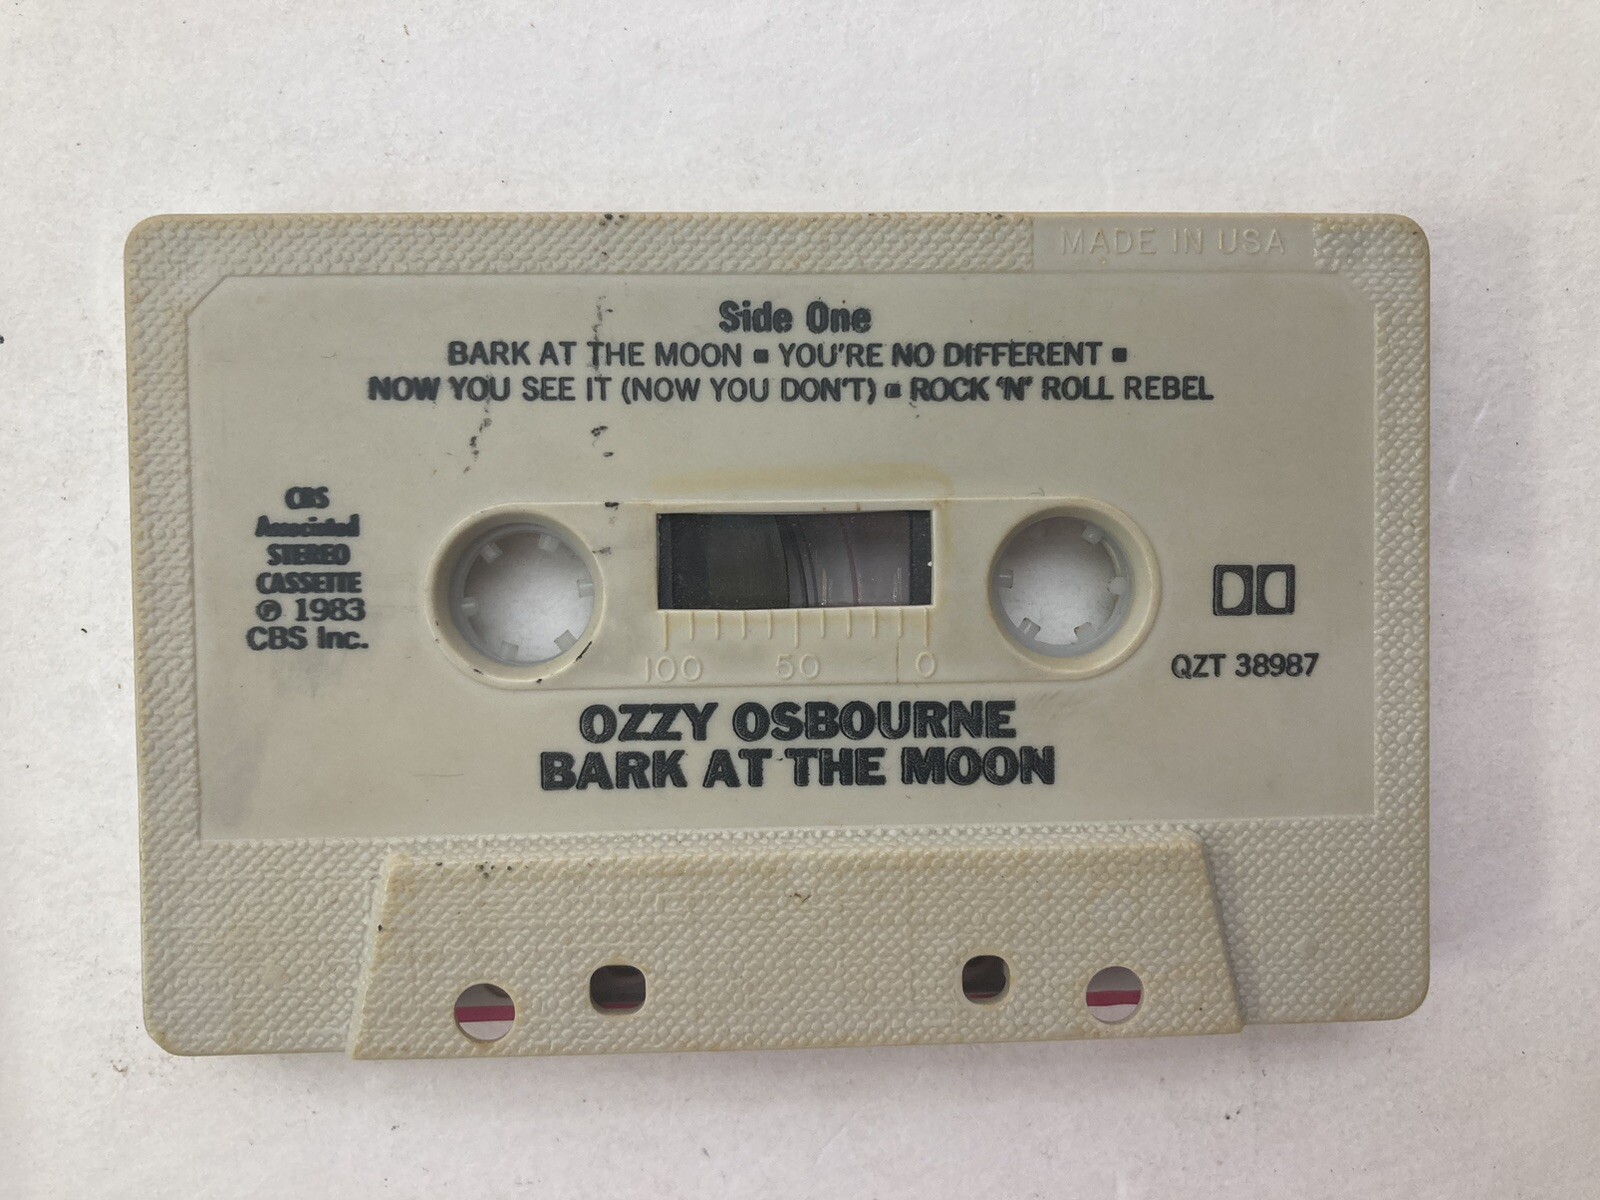 MADE IN USA
Side One
BARK AT THE MOON ▪ YOU'RE NO DIFFERENT ▪
NOW YOU SEE IT (NOW YOU DON'T) ▪ ROCK 'N' ROLL REBEL
CBS
Associated
STEREO
CASSETTE
℗ 1983
CBS Inc.
QZT 38987
100 50 0
OZZY OSBOURNE
BARK AT THE MOON